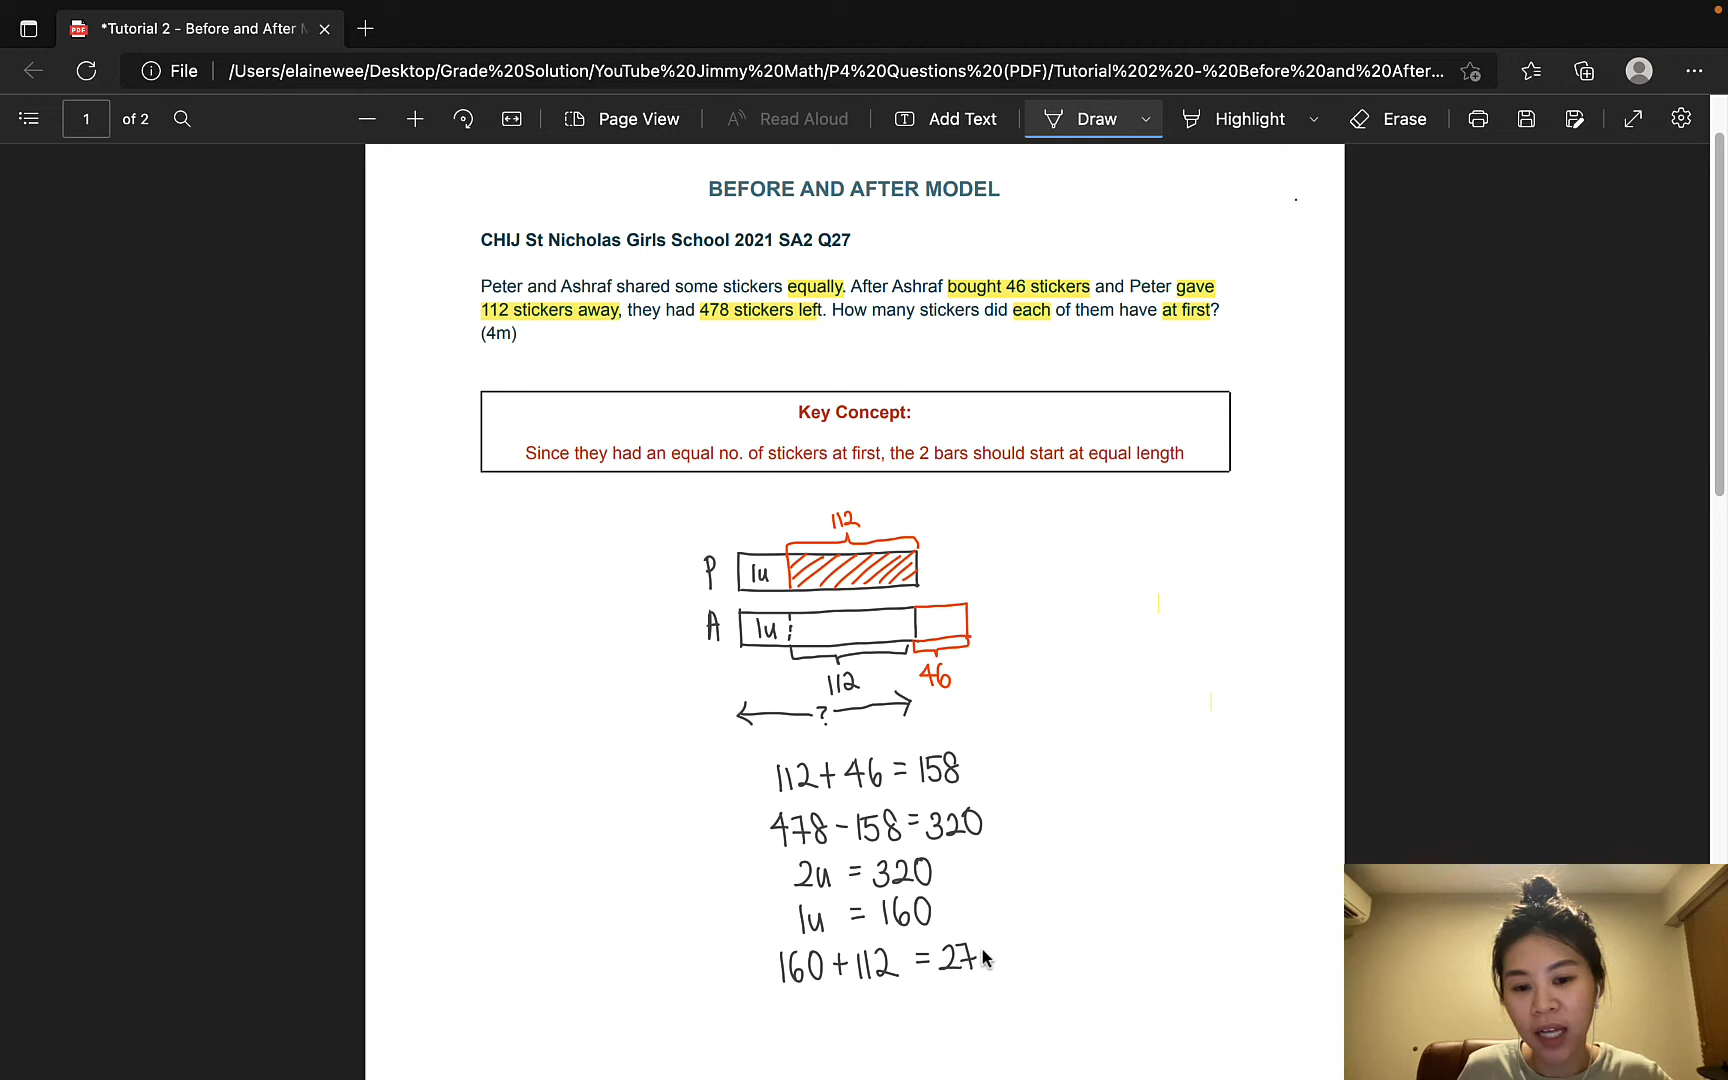 *Tutorial 2 - Before and After M
File
/Users/elainewee/Desktop/Grade%20Solution/YouTube%20Jimmy%20Math/P4%20Questions%20(PDF)/Tutorial%202%20-%20Before%20and%20After...
1 of 2
Page View
Read Aloud
Add Text
Draw
Highlight
Erase
BEFORE AND AFTER MODEL
CHIJ St Nicholas Girls School 2021 SA2 Q27
Peter and Ashraf shared some stickers equally. After Ashraf bought 46 stickers and Peter gave
112 stickers away, they had 478 stickers left. How many stickers did each of them have at first?
(4m)
Key Concept:
Since they had an equal no. of stickers at first, the 2 bars should start at equal length
112
P 1u
A 1u
112 46
?
112 + 46 = 158
478 - 158 = 320
2u = 320
1u = 160
160 + 112 = 27